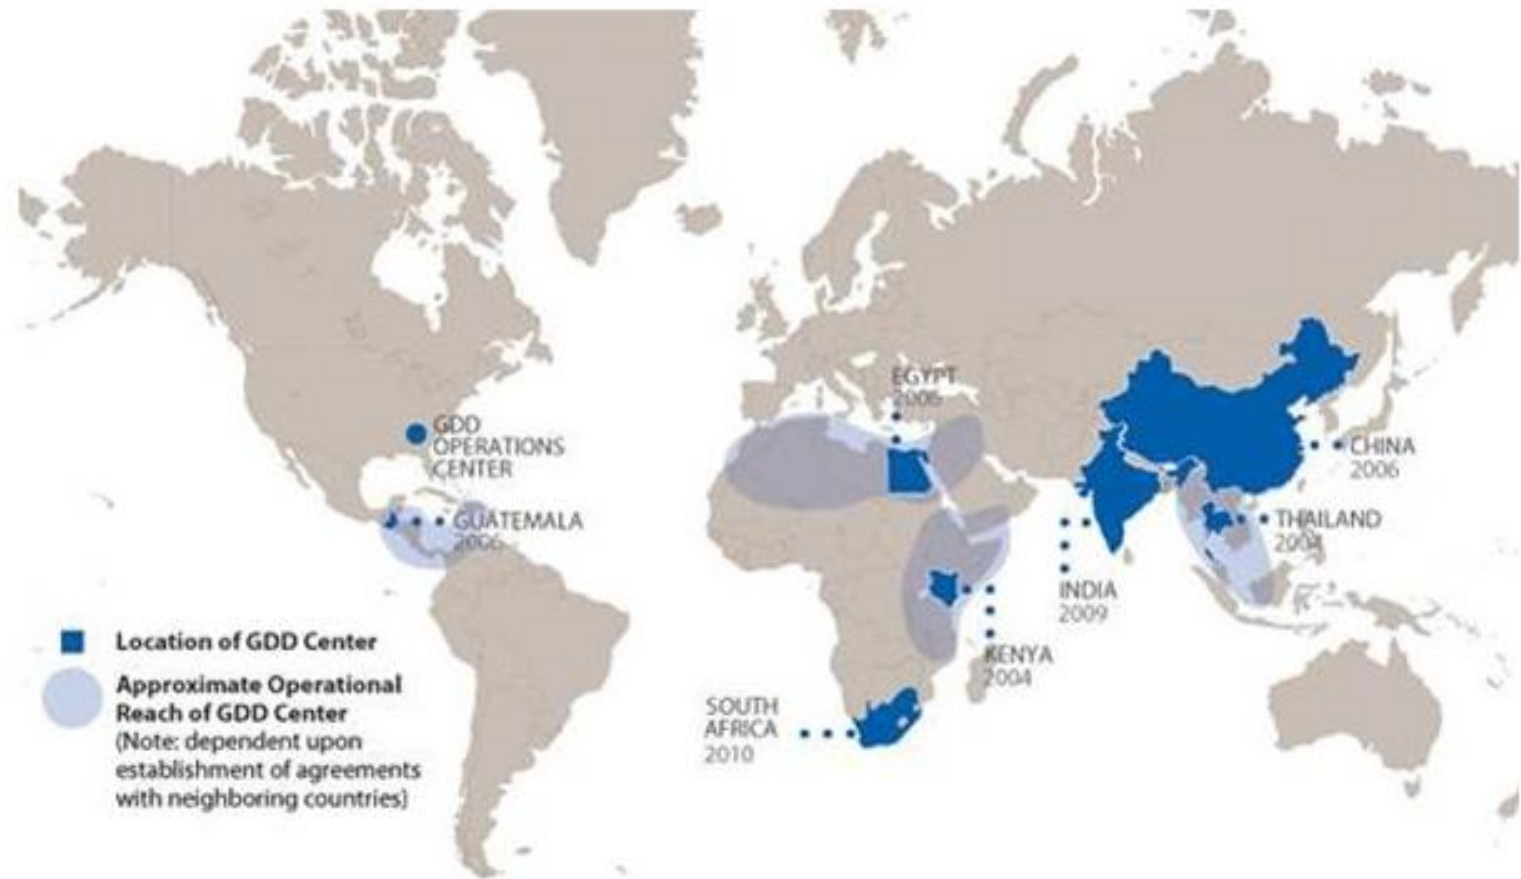 EGYPT
2006
GDD
OPERATIONS
CENTER
CHINA
2006
GUATEMALA
2006
THAILAND
2004
INDIA
2009
KENYA
2004
SOUTH
AFRICA
2010
Location of GDD Center
Approximate Operational
Reach of GDD Center
(Note: dependent upon
establishment of agreements
with neighboring countries)